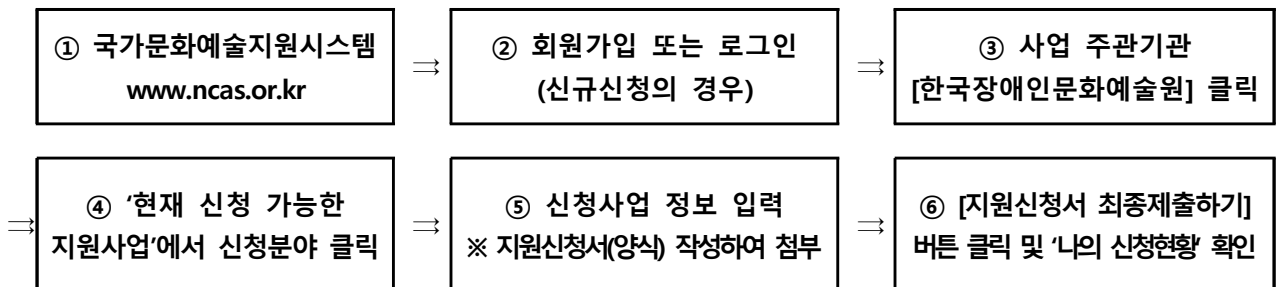 ① 국가문화예술지원시스템
www.ncas.or.kr
⇒
② 회원가입 또는 로그인
(신규신청의 경우)
⇒
③ 사업 주관기관
[한국장애인문화예술원] 클릭
⇒
④ ‘현재 신청 가능한
지원사업’에서 신청분야 클릭
⇒
⑤ 신청사업 정보 입력
※ 지원신청서(양식) 작성하여 첨부
⇒
⑥ [지원신청서 최종제출하기]
버튼 클릭 및 ‘나의 신청현황’ 확인